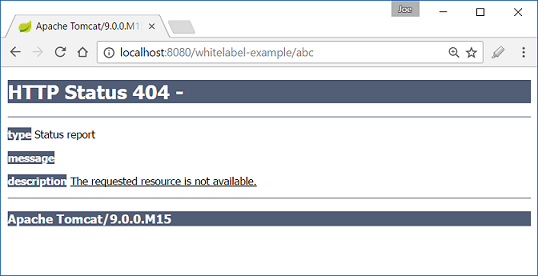 Joe
Apache Tomcat/9.0.0.M
localhost:8080/whitelabel-example/abc
HTTP Status 404 -
type Status report
message
description The requested resource is not available.
Apache Tomcat/9.0.0.M15